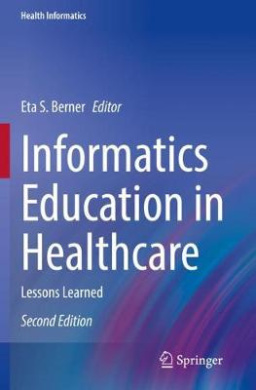 Health Informatics
Eta S. Berner Editor
Informatics
Education in
Healthcare
Lessons Learned
Second Edition
Springer